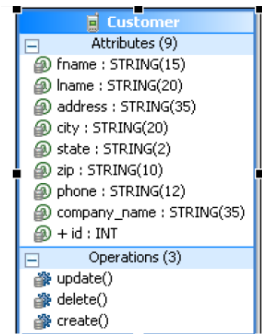 Customer
Attributes (9)
fname : STRING(15)
lname : STRING(20)
address : STRING(35)
city : STRING(20)
state : STRING(2)
zip : STRING(10)
phone : STRING(12)
company_name : STRING(35)
+ id : INT
Operations (3)
update()
delete()
create()